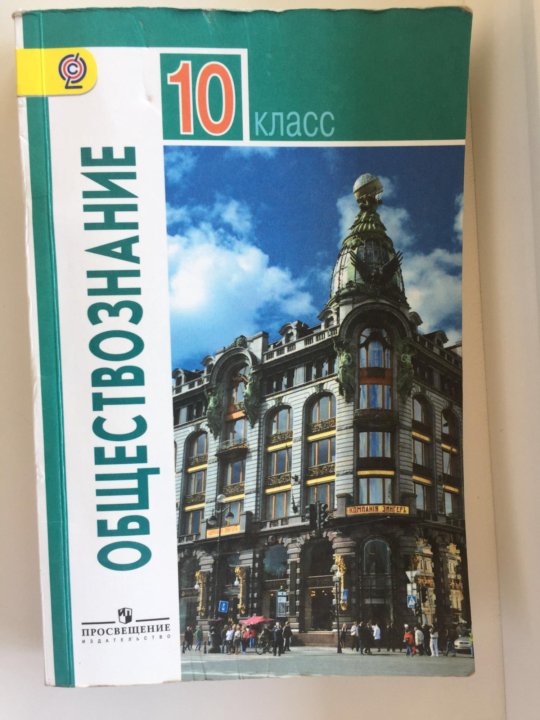 10
класс
ОБЩЕСТВОЗНАНИЕ
КОМПАНІЯ ЗИНГЕРЪ
ПРОСВЕЩЕНИЕ
ИЗДАТЕЛЬСТВО